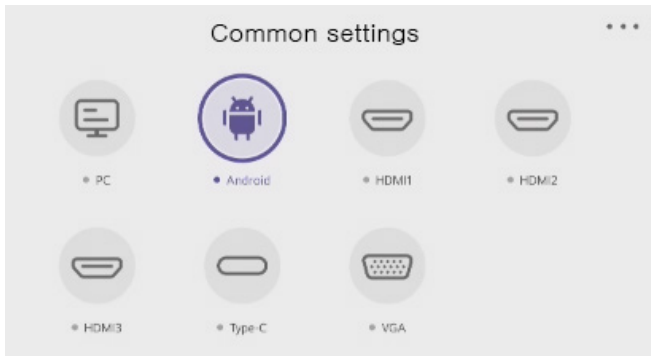 Common settings
PC
Android
HDMI1
HDMI2
HDMI3
Type-C
VGA